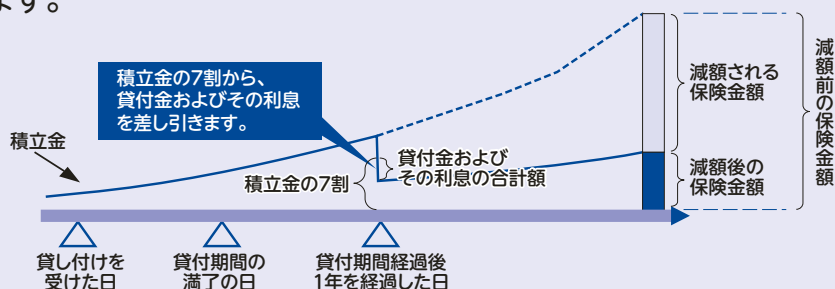 ます。
積立金の7割から、
貸付金およびその利息
を差し引きます。
積立金
積立金の7割
貸付金および
その利息の合計額
減額される
保険金額
減額後の
保険金額
減額前の保険金額
貸し付けを
受けた日
貸付期間の
満了の日
貸付期間経過後
1年を経過した日